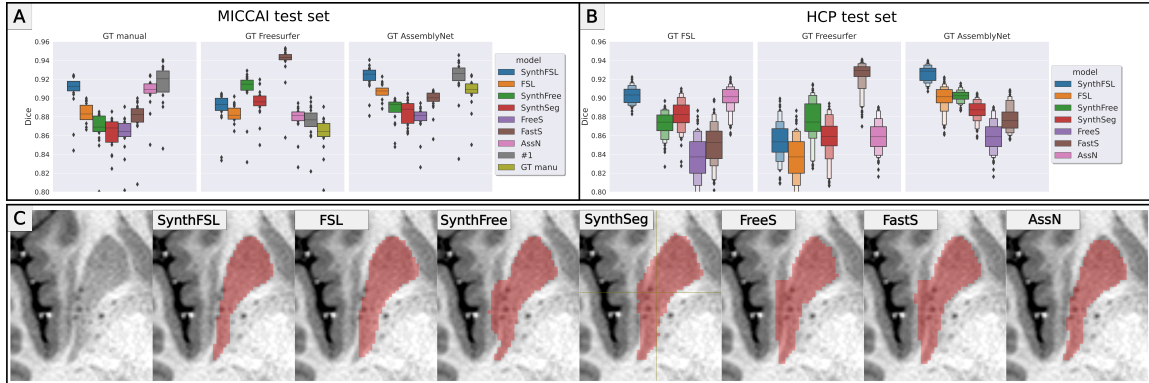 A
MICCAI test set
GT manual
GT Freesurfer
GT AssemblyNet
Dice
0.96
0.94
0.92
0.90
0.88
0.86
0.84
0.82
0.80
model
SynthFSL
FSL
SynthFree
SynthSeg
FreeS
FastS
AssN
#1
GT manu
B
HCP test set
GT FSL
GT Freesurfer
GT AssemblyNet
Dice
0.96
0.94
0.92
0.90
0.88
0.86
0.84
0.82
0.80
model
SynthFSL
FSL
SynthFree
SynthSeg
FreeS
FastS
AssN
C
SynthFSL
FSL
SynthFree
SynthSeg
FreeS
FastS
AssN